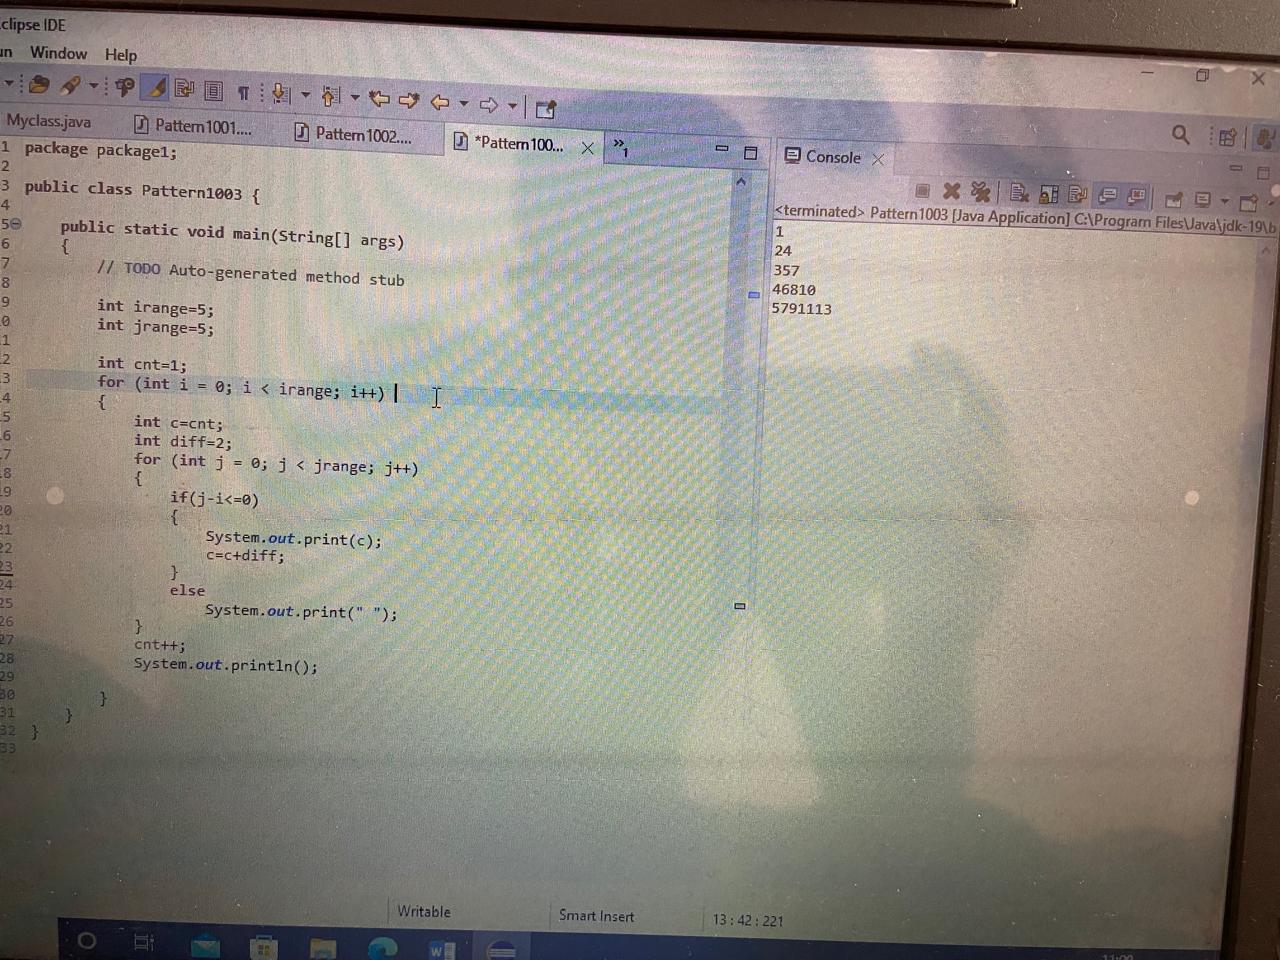 clipse IDE
un Window Help
Myclass.java Pattern1001.... Pattern1002.... *Pattern100... »1
Console
<terminated> Pattern1003 [Java Application] C:\Program Files\Java\jdk-19\b
1 package package1;
2
3 public class Pattern1003 {
4
5 public static void main(String[] args)
6 {
7 // TODO Auto-generated method stub
8
9 int irange=5;
0 int jrange=5;
1
2 int cnt=1;
3 for (int i = 0; i < irange; i++)
4 {
5 int c=cnt;
6 int diff=2;
7 for (int j = 0; j < jrange; j++)
8 {
19 if(j-i<=0)
20 {
21 System.out.print(c);
22 c=c+diff;
23 }
24 else
25 System.out.print(" ");
26 }
27 cnt++;
28 System.out.println();
29
30 }
31 }
32 }
33
1
24
357
46810
5791113
Writable Smart Insert 13 : 42 : 221